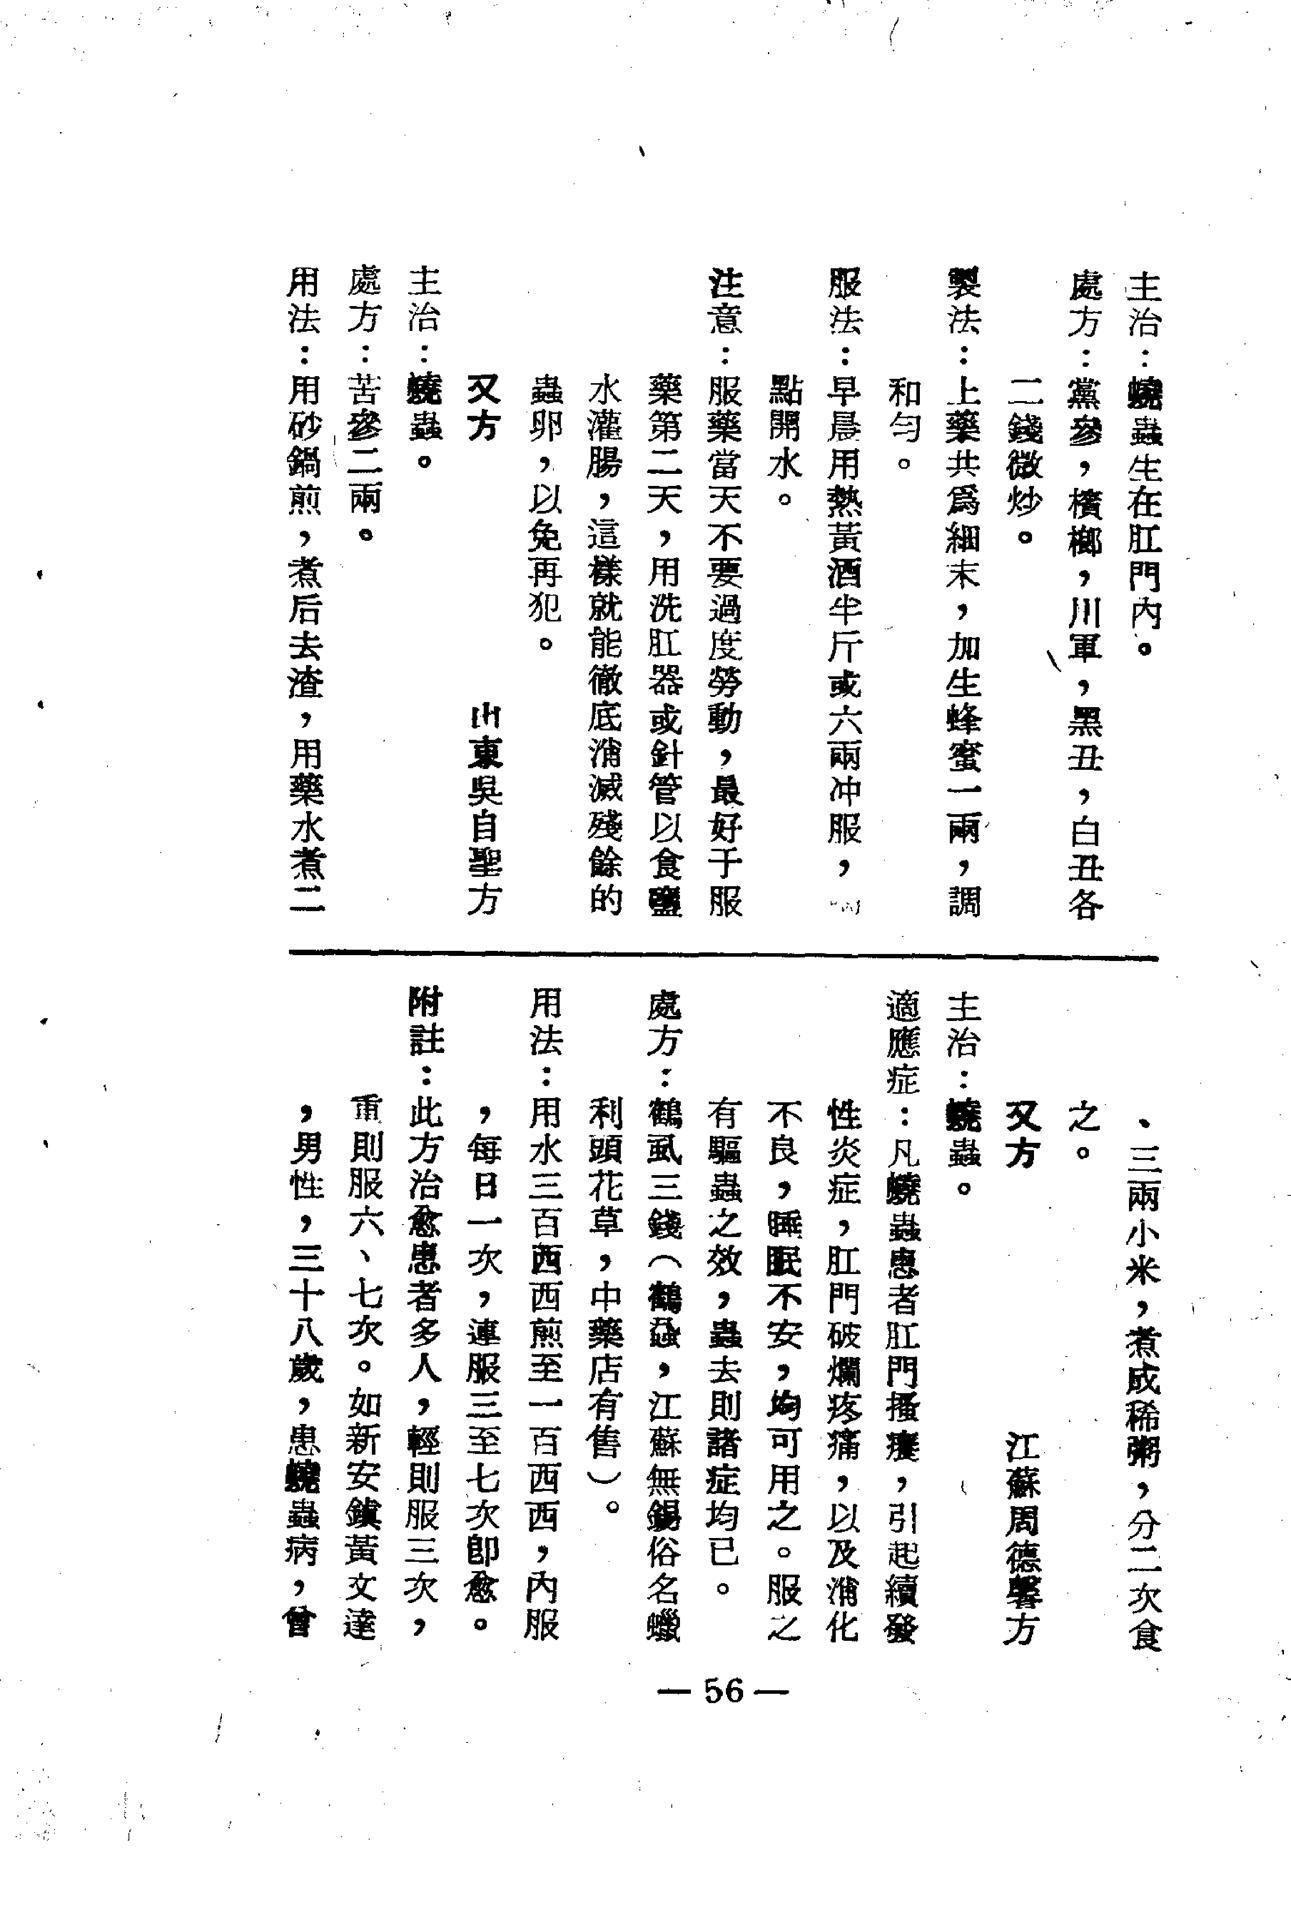 主治：蟯蟲生在肛門內。
處方：黨參，檳榔，川軍，黑丑，白丑各
二錢微炒。
製法：上藥共爲細末，加生蜂蜜一兩，調
和勻。
服法：早晨用熱黃酒半斤或六兩冲服，
點開水。
注意：服藥當天不要過度勞動，最好于服
藥第二天，用洗肛器或針管以食鹽
水灌腸，這樣就能徹底消滅殘餘的
蟲卵，以免再犯。
又方　山東吳自聖方
主治：蟯蟲。
處方：苦參二兩。
用法：用砂鍋煎，煮后去渣，用藥水煮二
、三兩小米，煮成稀粥，分二次食
之。
又方　江蘇周德馨方
主治：蟯蟲。
適應症：凡蟯蟲患者肛門搔癢，引起續發
性炎症，肛門破爛疼痛，以及消化
不良，睡眠不安，均可用之。服之
有驅蟲之效，蟲去則諸症均已。
處方：鶴虱三錢（鶴虱，江蘇無錫俗名蠟
利頭花草，中藥店有售）。
用法：用水三百西西煎至一百西西，內服
，每日一次，連服三至七次卽愈。
附註：此方治愈患者多人，輕則服三次，
重則服六、七次。如新安鎮黃文達
，男性，三十八歲，患蟯蟲病，曾
— 56 —